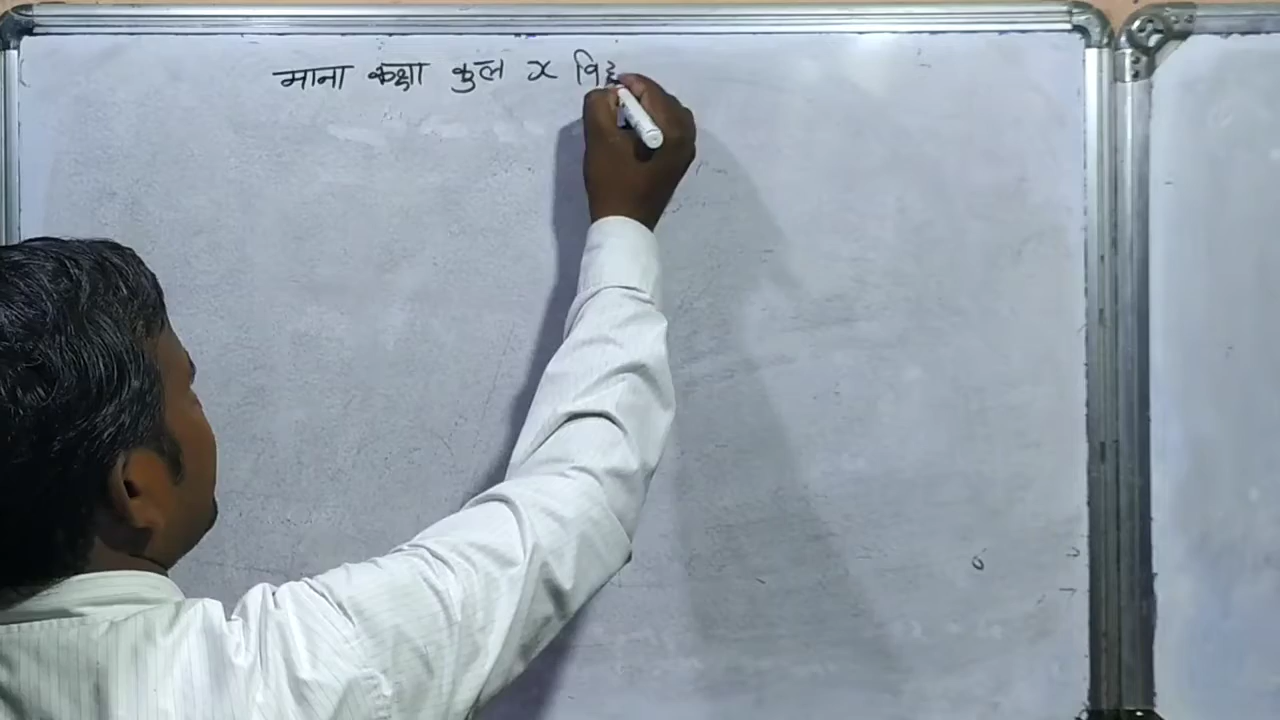 माना कक्षा कुल x विद्